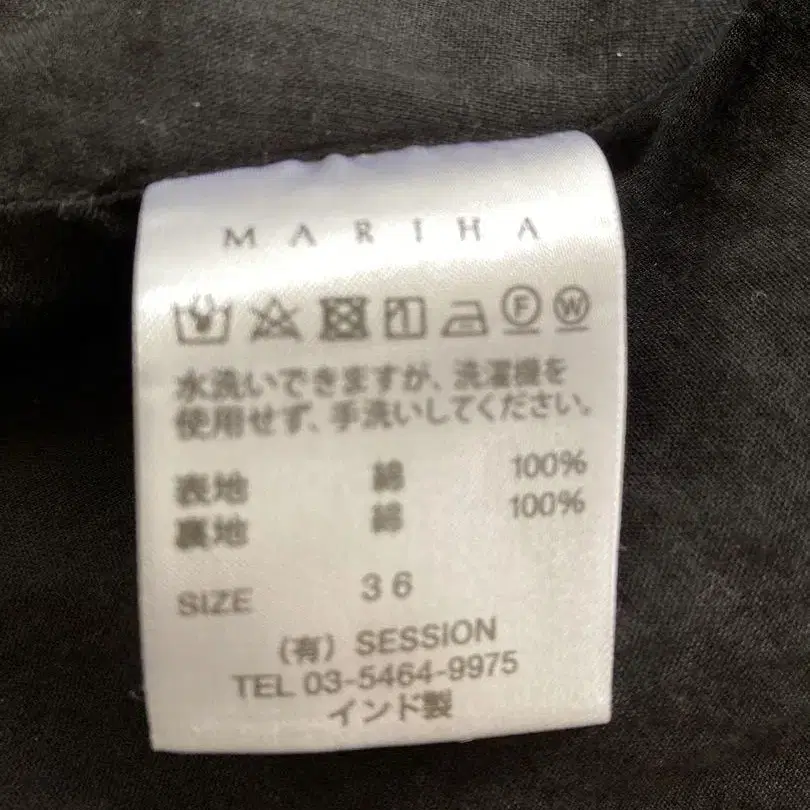 MARIHA
F W
水洗いできますが、洗濯機を
使用せず、手洗いしてください。
表地 綿 100%
裏地 綿 100%
SIZE 36
(有) SESSION
TEL 03-5464-9975
インド製